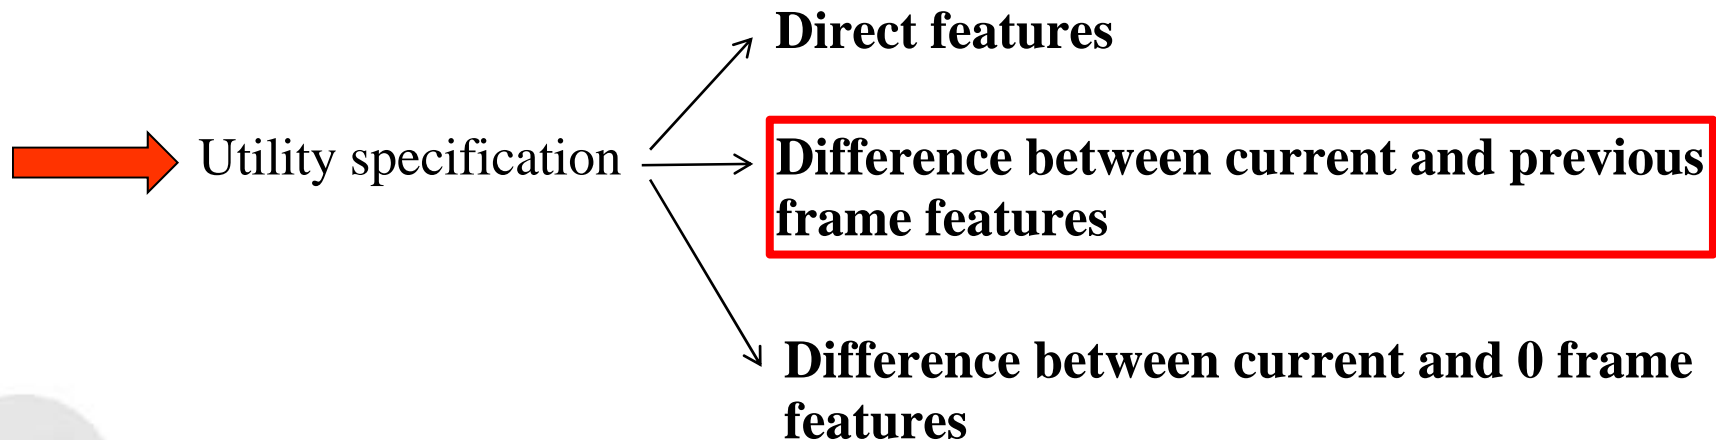 Direct features
Utility specification
Difference between current and previous
frame features
Difference between current and 0 frame
features